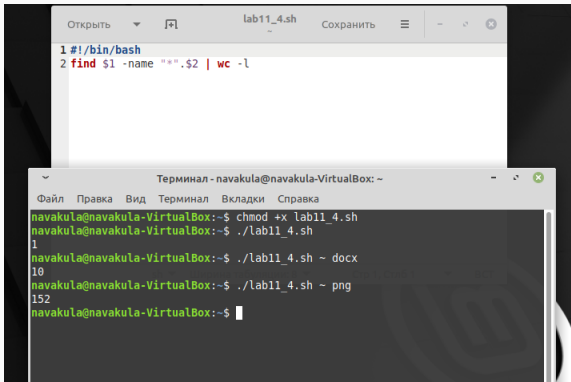 Открыть lab11_4.sh Сохранить
~
1 #!/bin/bash
2 find $1 -name "*".$2 | wc -l
Терминал - navakula@navakula-VirtualBox: ~
Файл Правка Вид Терминал Вкладки Справка
navakula@navakula-VirtualBox:~$ chmod +x lab11_4.sh
navakula@navakula-VirtualBox:~$ ./lab11_4.sh
1
navakula@navakula-VirtualBox:~$ ./lab11_4.sh ~ docx
10
navakula@navakula-VirtualBox:~$ ./lab11_4.sh ~ png
152
navakula@navakula-VirtualBox:~$